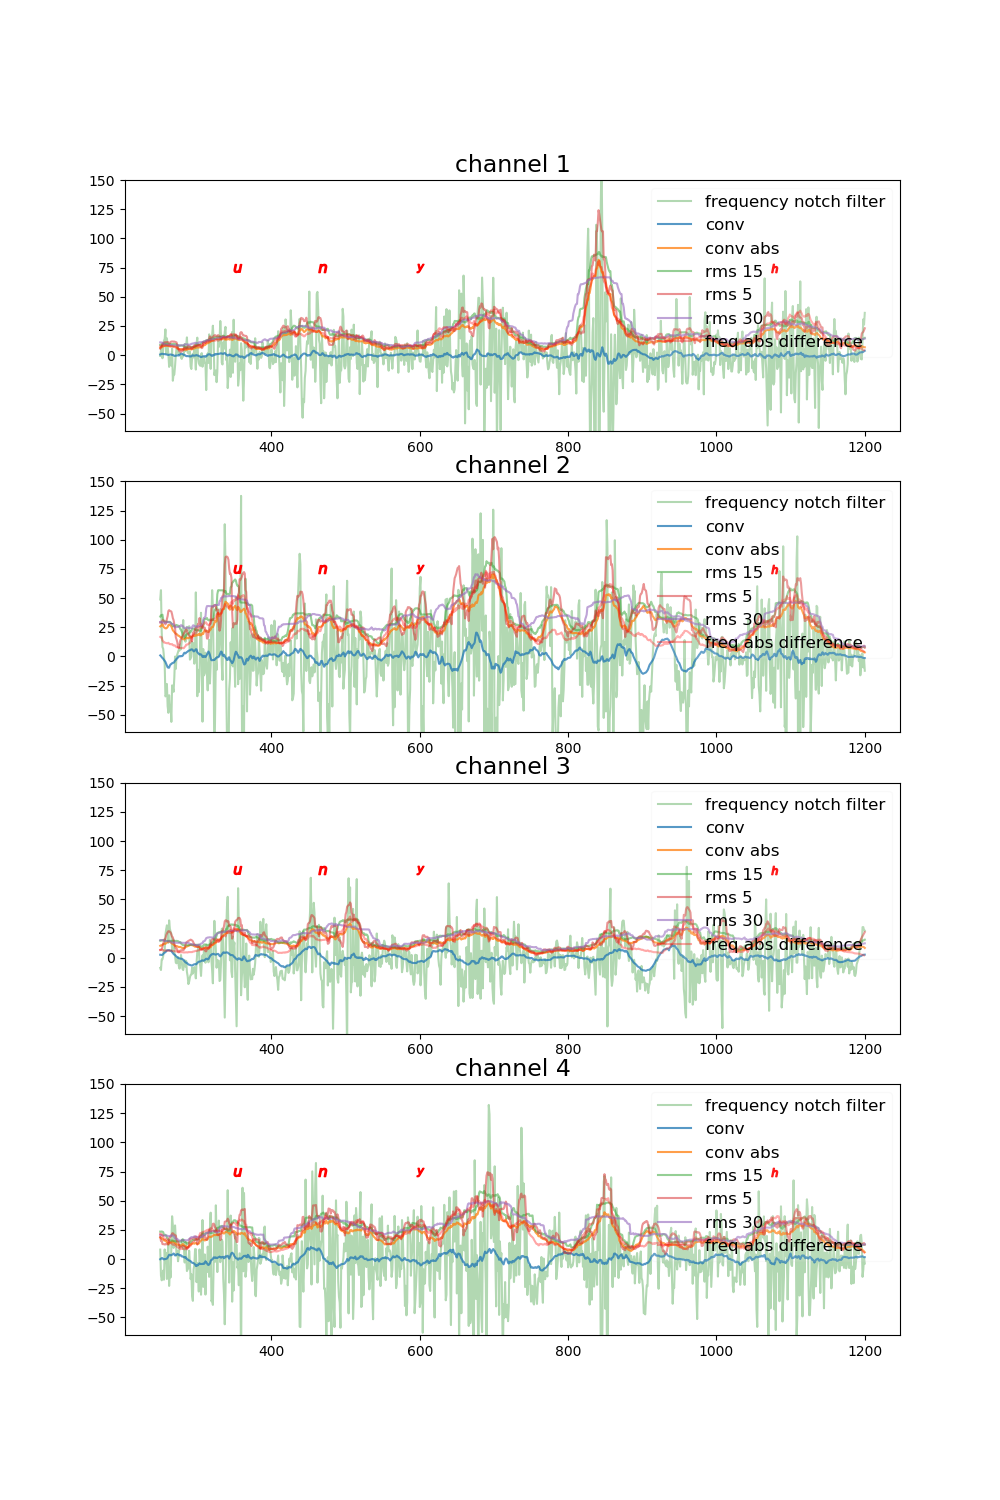 channel 1
150
125
100
75
50
25
0
−25
−50
u n y h
frequency notch filter
conv
conv abs
rms 15
rms 5
rms 30
freq abs difference
400 600 800 1000 1200
channel 2
150
125
100
75
50
25
0
−25
−50
u n y h
frequency notch filter
conv
conv abs
rms 15
rms 5
rms 30
freq abs difference
400 600 800 1000 1200
channel 3
150
125
100
75
50
25
0
−25
−50
u n y h
frequency notch filter
conv
conv abs
rms 15
rms 5
rms 30
freq abs difference
400 600 800 1000 1200
channel 4
150
125
100
75
50
25
0
−25
−50
u n y h
frequency notch filter
conv
conv abs
rms 15
rms 5
rms 30
freq abs difference
400 600 800 1000 1200